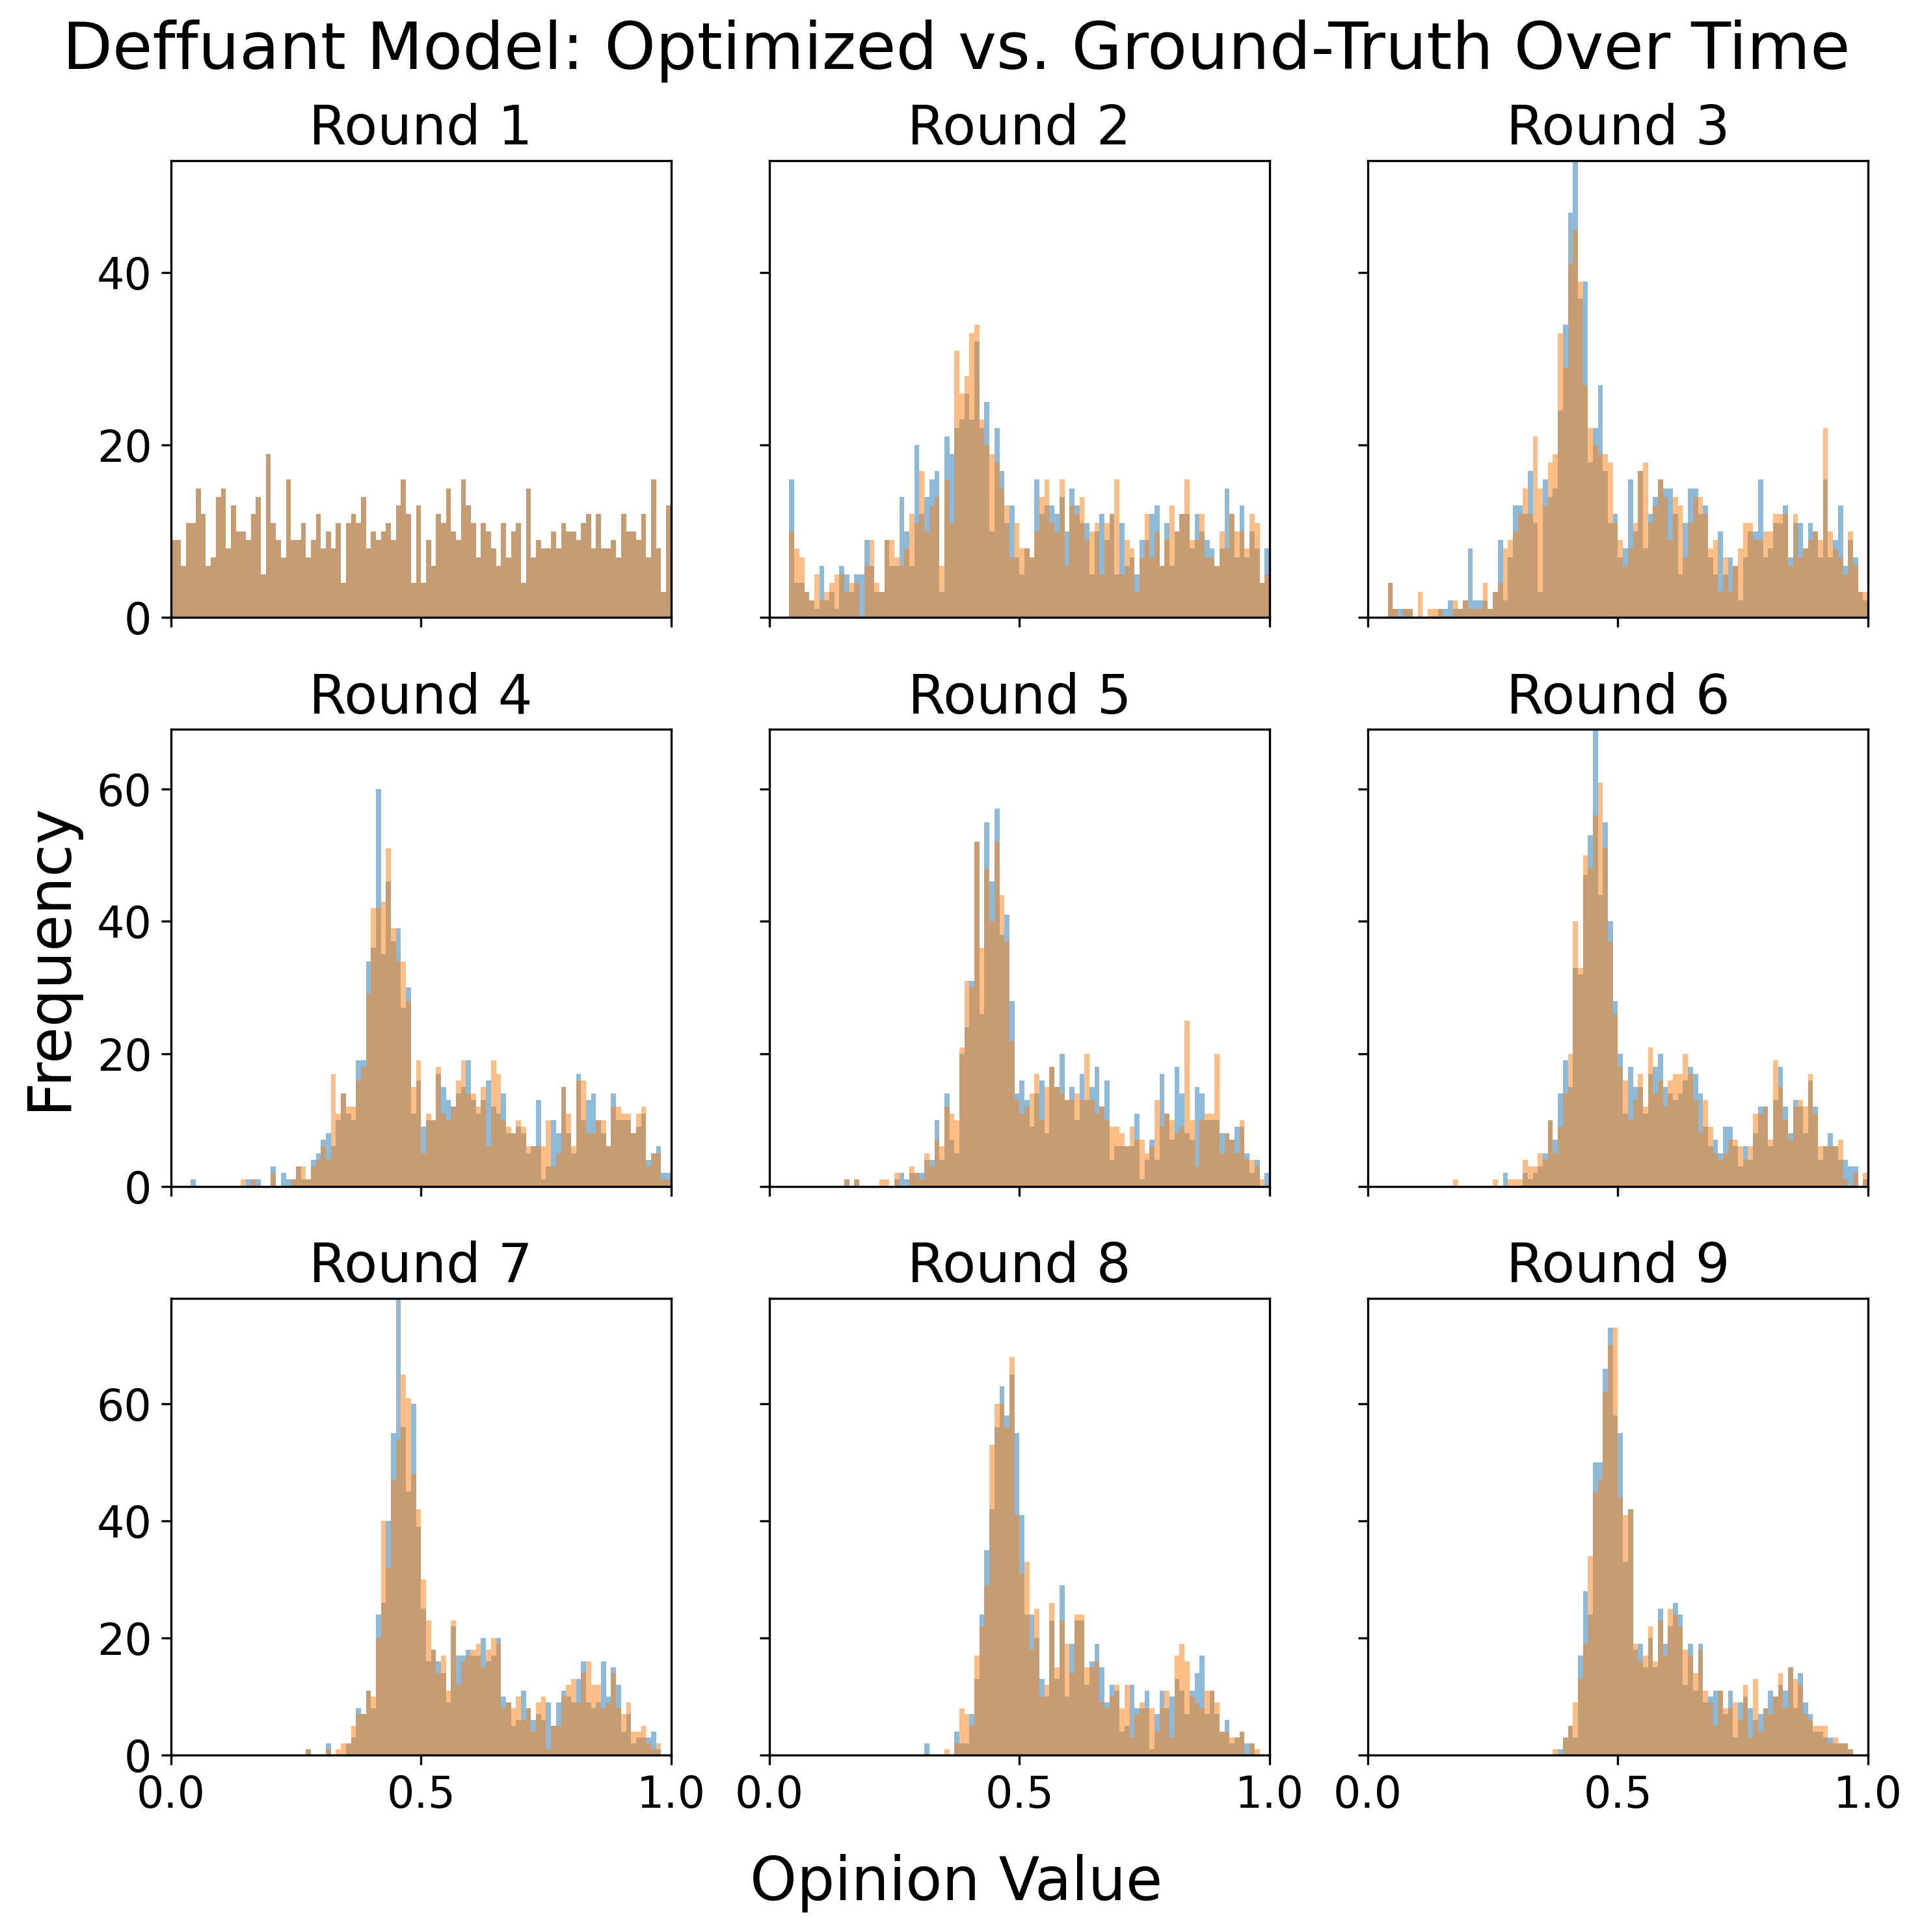 Deffuant Model: Optimized vs. Ground-Truth Over Time
Round 1
Round 2
Round 3
40
20
0
Round 4
Round 5
Round 6
60
40
20
0
Frequency
Round 7
Round 8
Round 9
60
40
20
0
0.0 0.5 1.0 0.0 0.5 1.0 0.0 0.5 1.0
Opinion Value